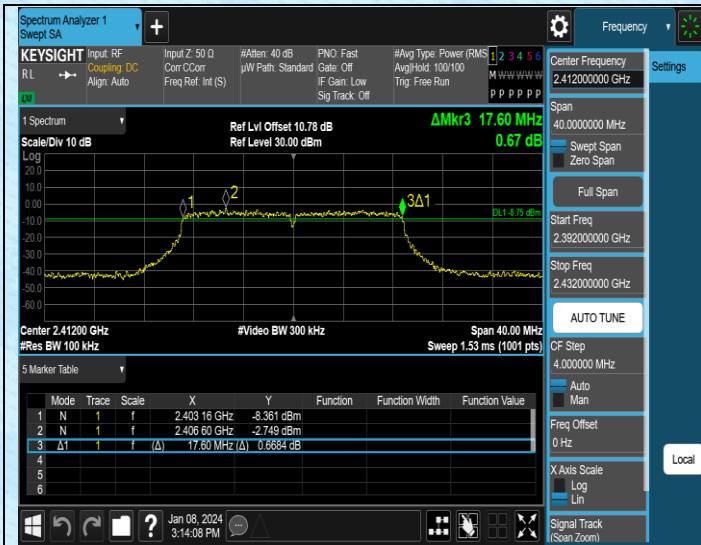 Spectrum Analyzer 1
Swept SA
Frequency
KEYSIGHT
RL
LXI
Input: RF
Coupling: DC
Align: Auto
Input Z: 50 Ω
Corr CCorr
Freq Ref: Int (S)
#Atten: 40 dB
µW Path: Standard
PNO: Fast
Gate: Off
IF Gain: Low
Sig Track: Off
#Avg Type: Power (RMS
Avg|Hold: 100/100
Trig: Free Run
1 2 3 4 5 6
M W W W W W
P P P P P P
1 Spectrum
Scale/Div 10 dB
Ref Lvl Offset 10.78 dB
Ref Level 30.00 dBm
ΔMkr3 17.60 MHz
0.67 dB
Log
20.0
10.0
0.00
-10.0
-20.0
-30.0
-40.0
-50.0
-60.0
1
2
3Δ1
DL1 -8.75 dBm
Center 2.41200 GHz
#Res BW 100 kHz
#Video BW 300 kHz
Span 40.00 MHz
Sweep 1.53 ms (1001 pts)
5 Marker Table
Mode Trace Scale X Y Function Function Width Function Value
1 N 1 f 2.403 16 GHz -8.361 dBm
2 N 1 f 2.406 60 GHz -2.749 dBm
3 Δ1 1 f (Δ) 17.60 MHz (Δ) 0.6684 dB
4
5
6
?
Jan 08, 2024
3:14:08 PM
Center Frequency
2.412000000 GHz
Span
40.0000000 MHz
Swept Span
Zero Span
Full Span
Start Freq
2.392000000 GHz
Stop Freq
2.432000000 GHz
AUTO TUNE
CF Step
4.000000 MHz
Auto
Man
Freq Offset
0 Hz
X Axis Scale
Log
Lin
Signal Track
(Span Zoom)
Settings
Local